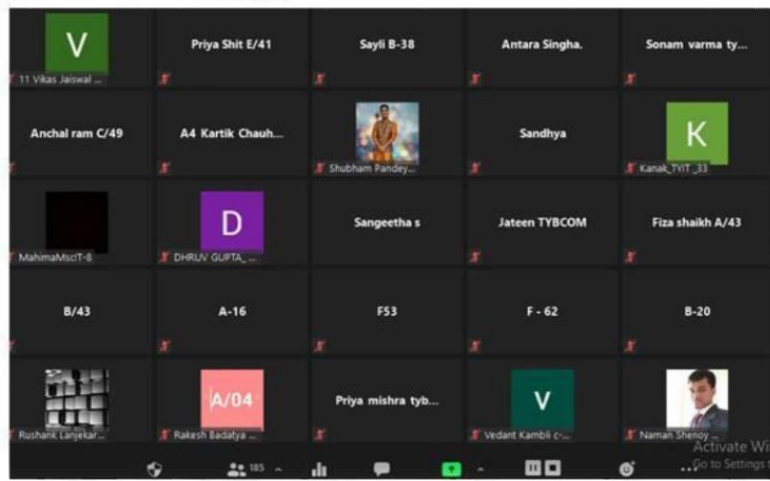 V
11 Vikas Jaiswal ...
Priya Shit E/41
Sayli B-38
Antara Singha.
Sonam varma ty...
Anchal ram C/49
A4 Kartik Chauh...
Shubham Pandey...
Sandhya
K
Kanak_TYIT _33
MahimaMscIT-8
D
DHRUV GUPTA_ ...
Sangeetha s
Jateen TYBCOM
Fiza shaikh A/43
B/43
A-16
F53
F - 62
B-20
Rushank Lanjekar...
A/04
Rakesh Badatya ...
Priya mishra tyb...
V
Vedant Kambli c-...
Naman Shenoy ...
185
Activate Wi
Go to Settings t